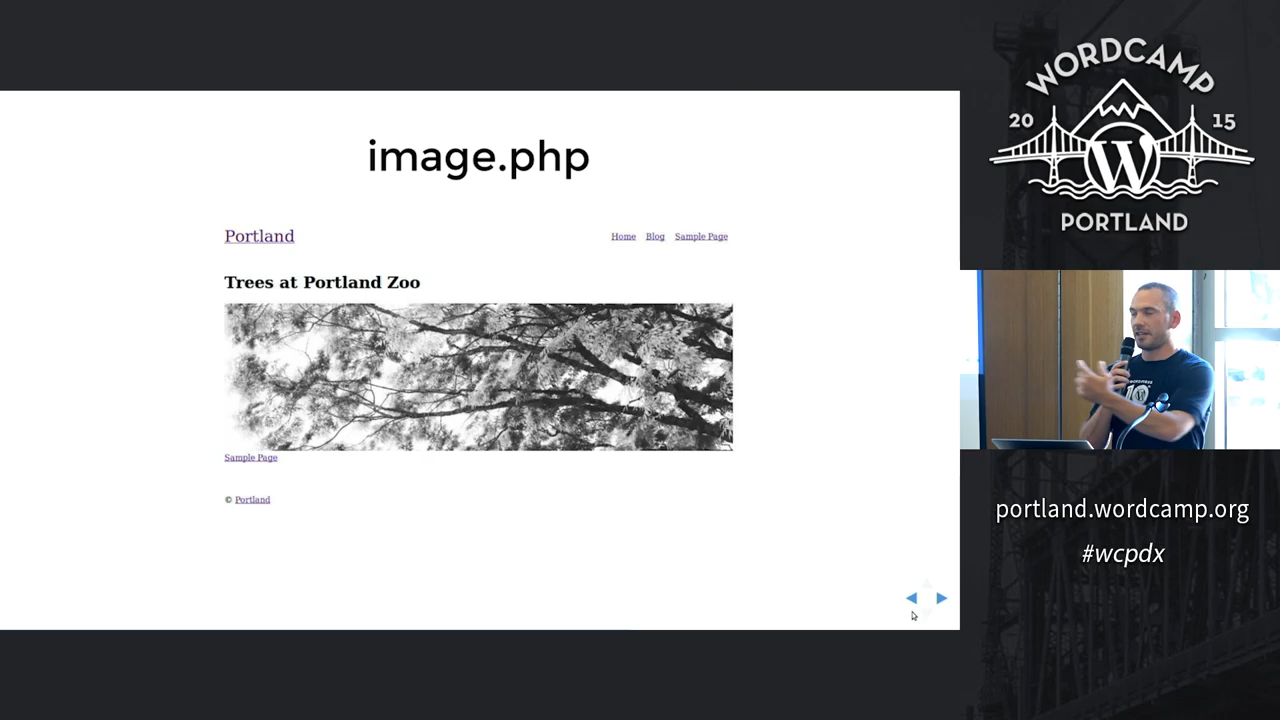 image.php
Portland
Home Blog Sample Page
Trees at Portland Zoo
Sample Page
© Portland
WORDCAMP
20 15
W
PORTLAND
10
portland.wordcamp.org
#wcpdx